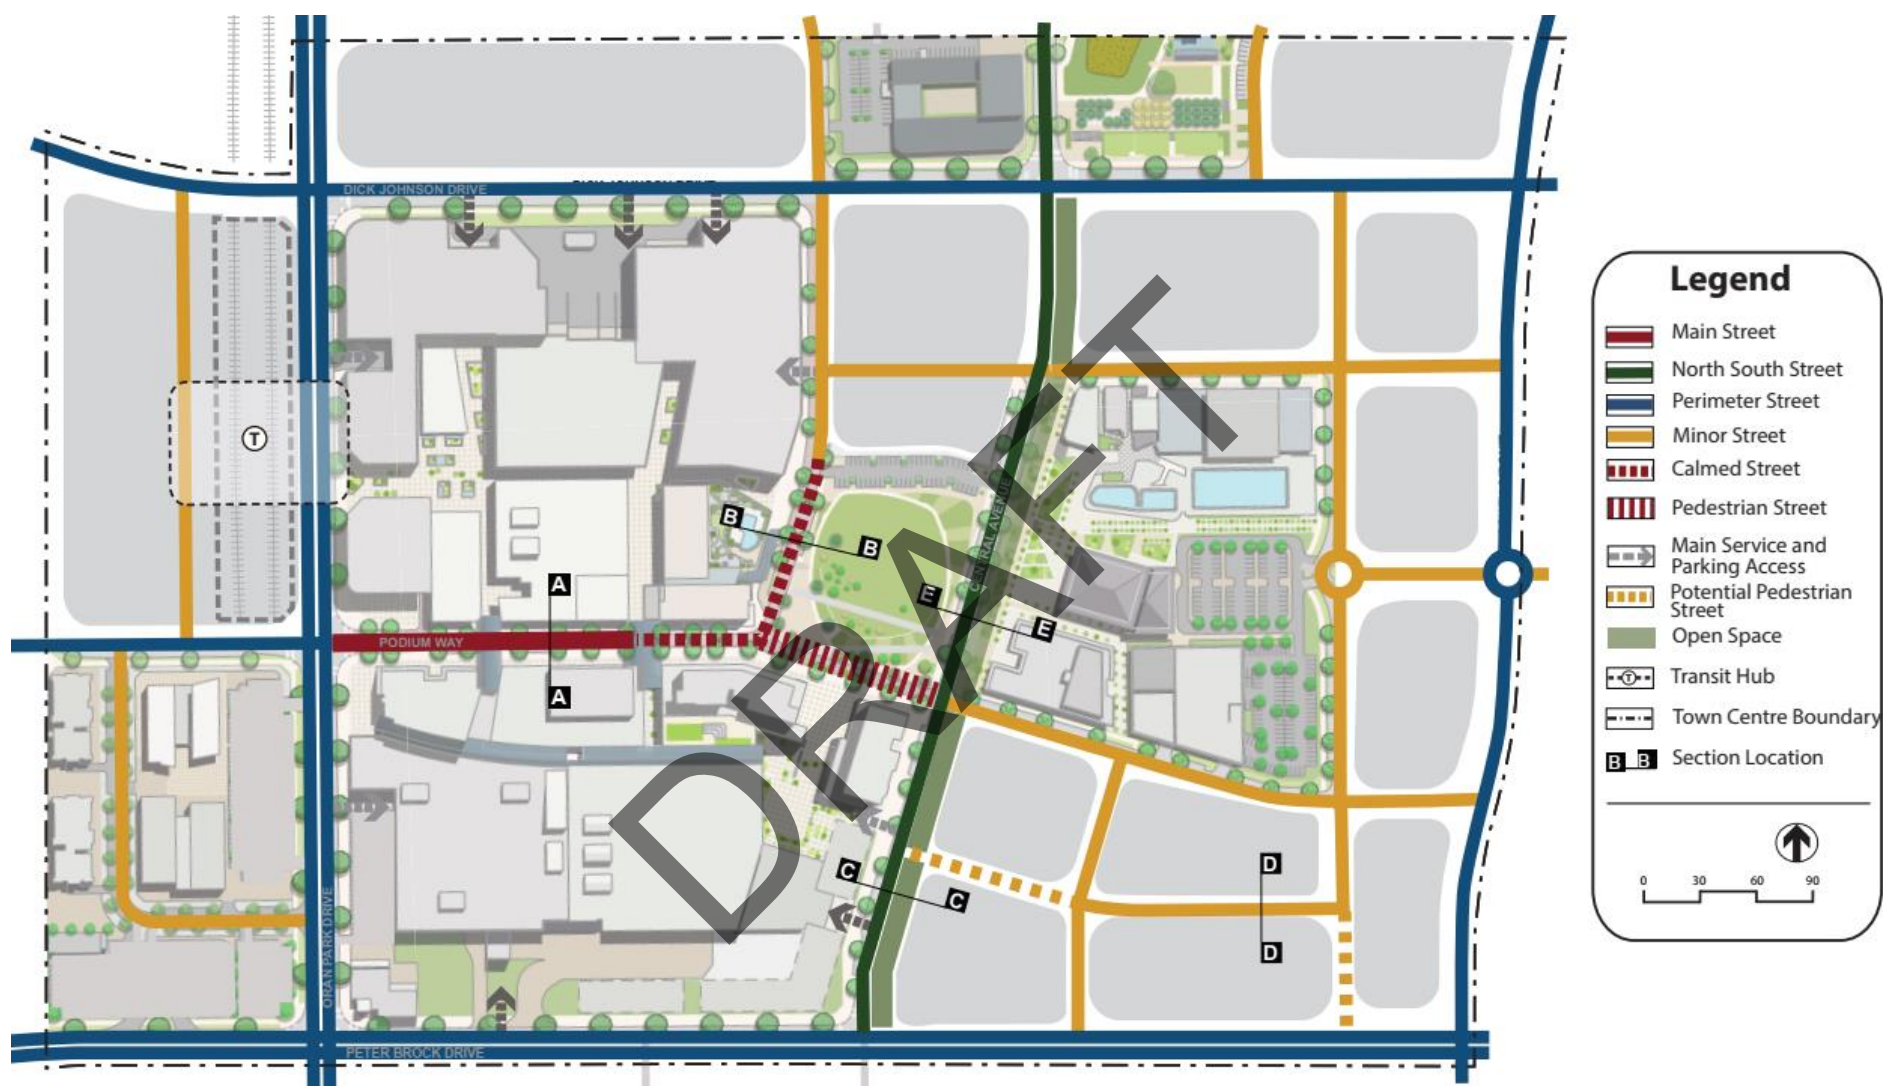 DICK JOHNSON DRIVE
T
B
B
A
E
E
CENTRAL AVENUE
PODIUM WAY
A
C
C
D
D
ORAN PARK DRIVE
PETER BROCK DRIVE
DRAFT
Legend
Main Street
North South Street
Perimeter Street
Minor Street
Calmed Street
Pedestrian Street
Main Service and
Parking Access
Potential Pedestrian
Street
Open Space
T
Transit Hub
Town Centre Boundary
B B
Section Location
0 30 60 90